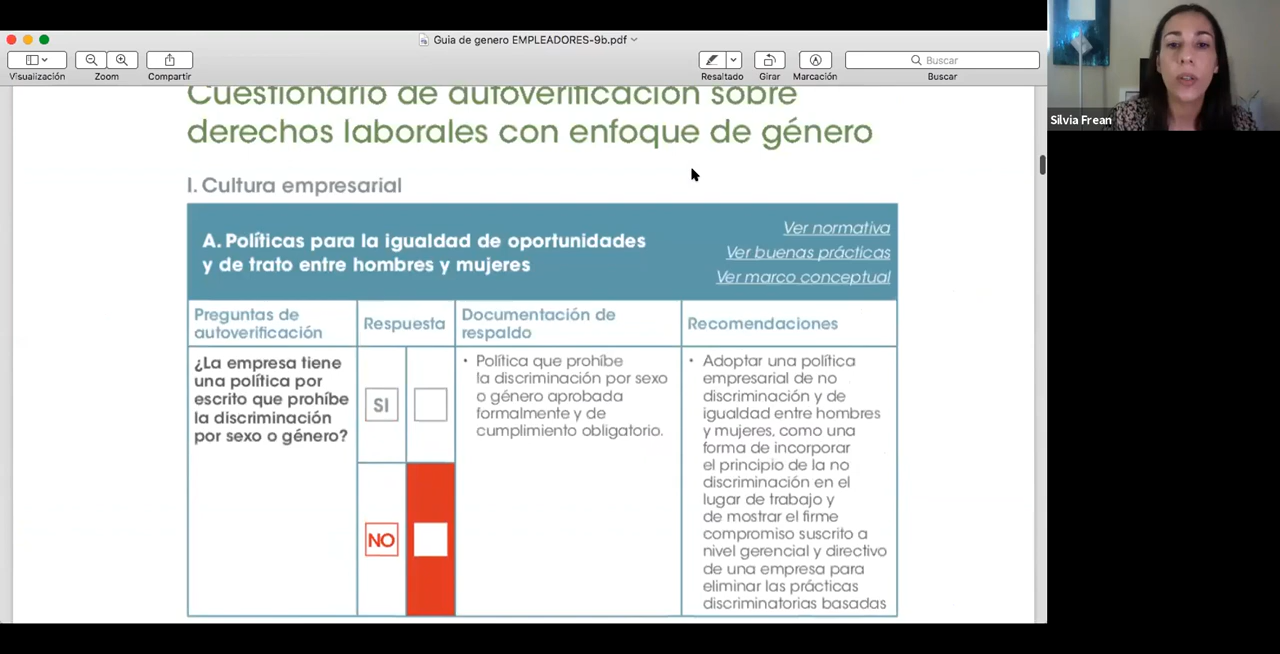 Guia de genero EMPLEADORES-9b.pdf
Visualización
Zoom
Compartir
Resaltado
Girar
Marcación
Buscar
Buscar
Silvia Frean
Cuestionario de autoverificación sobre
derechos laborales con enfoque de género
I. Cultura empresarial
A. Políticas para la igualdad de oportunidades
y de trato entre hombres y mujeres
Ver normativa
Ver buenas prácticas
Ver marco conceptual
Preguntas de
autoverificación
Respuesta
Documentación de
respaldo
Recomendaciones
¿La empresa tiene
una política por
escrito que prohíbe
la discriminación
por sexo o género?
SI
NO
• Política que prohíbe
la discriminación por sexo
o género aprobada
formalmente y de
cumplimiento obligatorio.
• Adoptar una política
empresarial de no
discriminación y de
igualdad entre hombres
y mujeres, como una
forma de incorporar
el principio de la no
discriminación en el
lugar de trabajo y
de mostrar el firme
compromiso suscrito a
nivel gerencial y directivo
de una empresa para
eliminar las prácticas
discriminatorias basadas